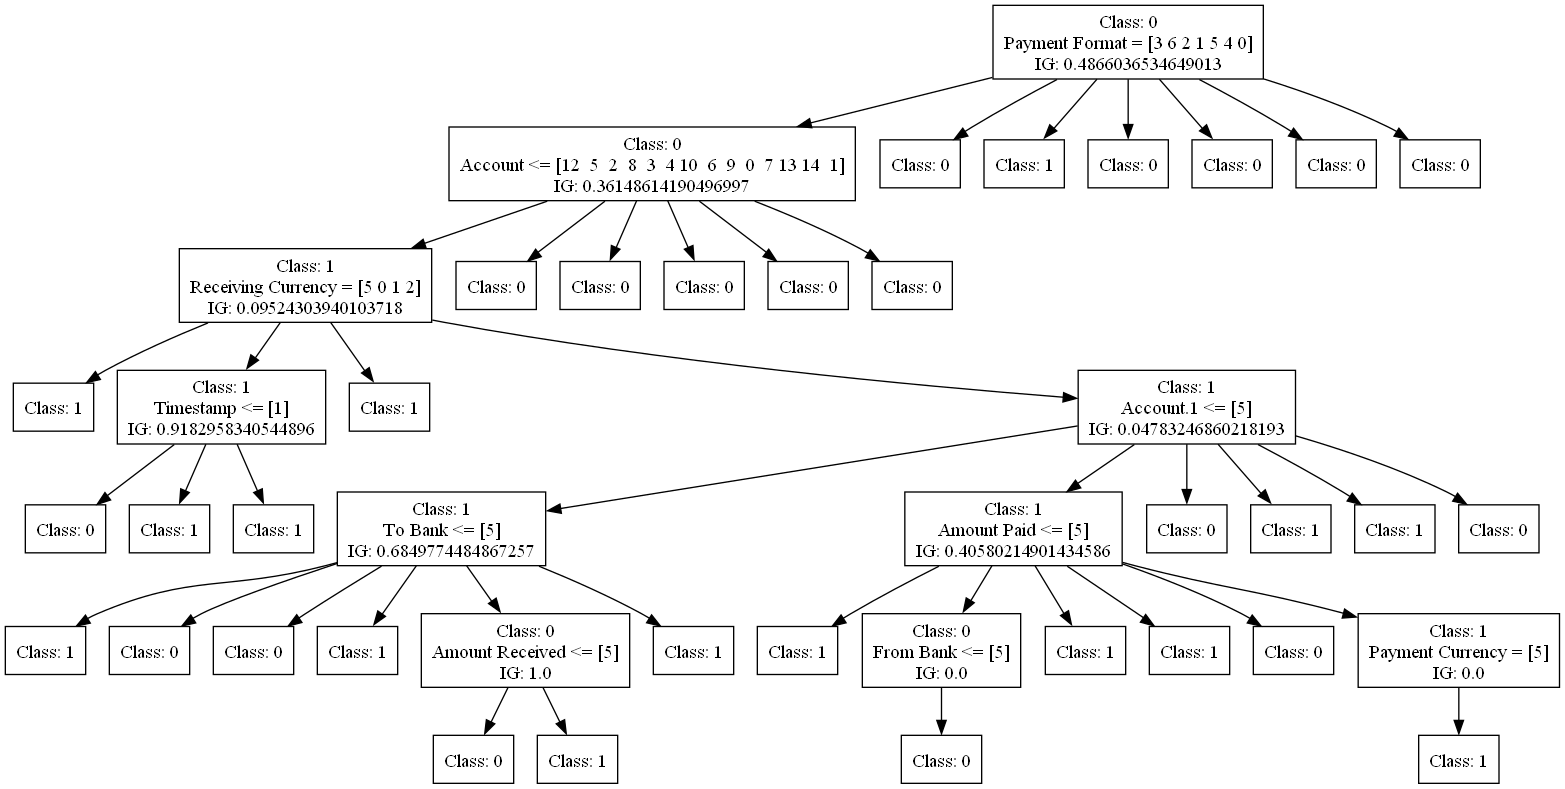 Class: 0
Payment Format = [3 6 2 1 5 4 0]
IG: 0.4866036534649013
Class: 0
Account <= [12  5  2  8  3  4 10  6  9  0  7 13 14  1]
IG: 0.36148614190496997
Class: 0
Class: 1
Class: 0
Class: 0
Class: 0
Class: 0
Class: 1
Receiving Currency = [5 0 1 2]
IG: 0.09524303940103718
Class: 0
Class: 0
Class: 0
Class: 0
Class: 0
Class: 1
Class: 1
Timestamp <= [1]
IG: 0.9182958340544896
Class: 1
Class: 1
Account.1 <= [5]
IG: 0.04783246860218193
Class: 0
Class: 1
Class: 1
Class: 1
To Bank <= [5]
IG: 0.6849774484867257
Class: 1
Amount Paid <= [5]
IG: 0.40580214901434586
Class: 0
Class: 1
Class: 1
Class: 0
Class: 1
Class: 0
Class: 0
Class: 1
Class: 0
Amount Received <= [5]
IG: 1.0
Class: 1
Class: 1
Class: 0
From Bank <= [5]
IG: 0.0
Class: 1
Class: 1
Class: 0
Class: 1
Payment Currency = [5]
IG: 0.0
Class: 0
Class: 1
Class: 0
Class: 1